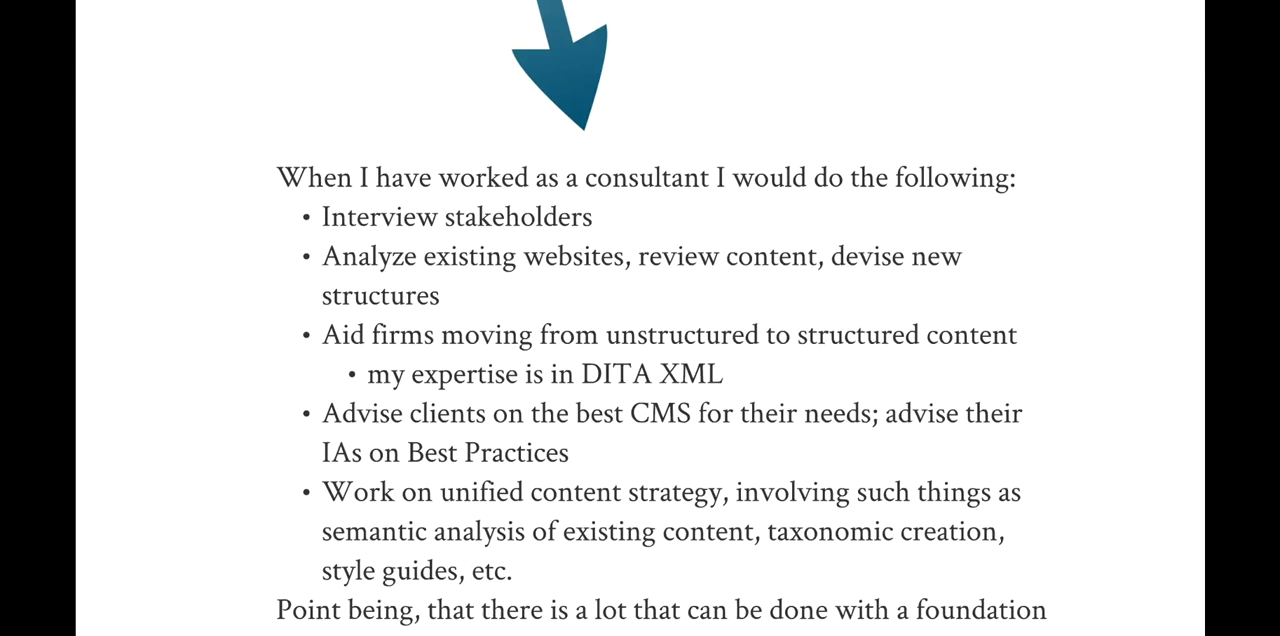 When I have worked as a consultant I would do the following:
• Interview stakeholders
• Analyze existing websites, review content, devise new
structures
• Aid firms moving from unstructured to structured content
• my expertise is in DITA XML
• Advise clients on the best CMS for their needs; advise their
IAs on Best Practices
• Work on unified content strategy, involving such things as
semantic analysis of existing content, taxonomic creation,
style guides, etc.
Point being, that there is a lot that can be done with a foundation